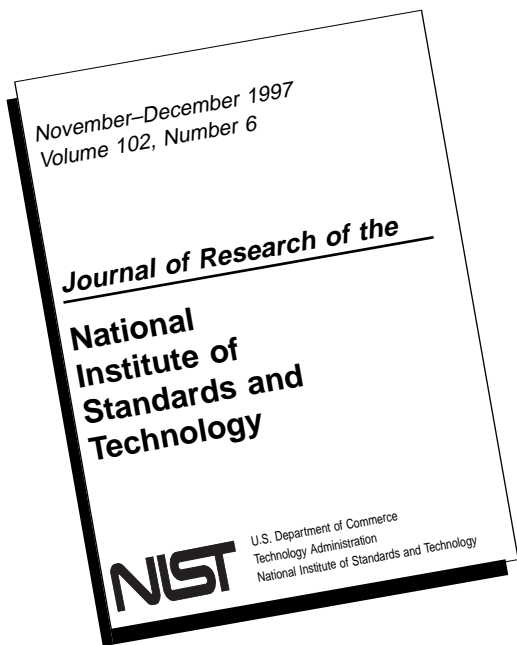 November–December 1997
Volume 102, Number 6
Journal of Research of the
National
Institute of
Standards and
Technology
NIST
U.S. Department of Commerce
Technology Administration
National Institute of Standards and Technology